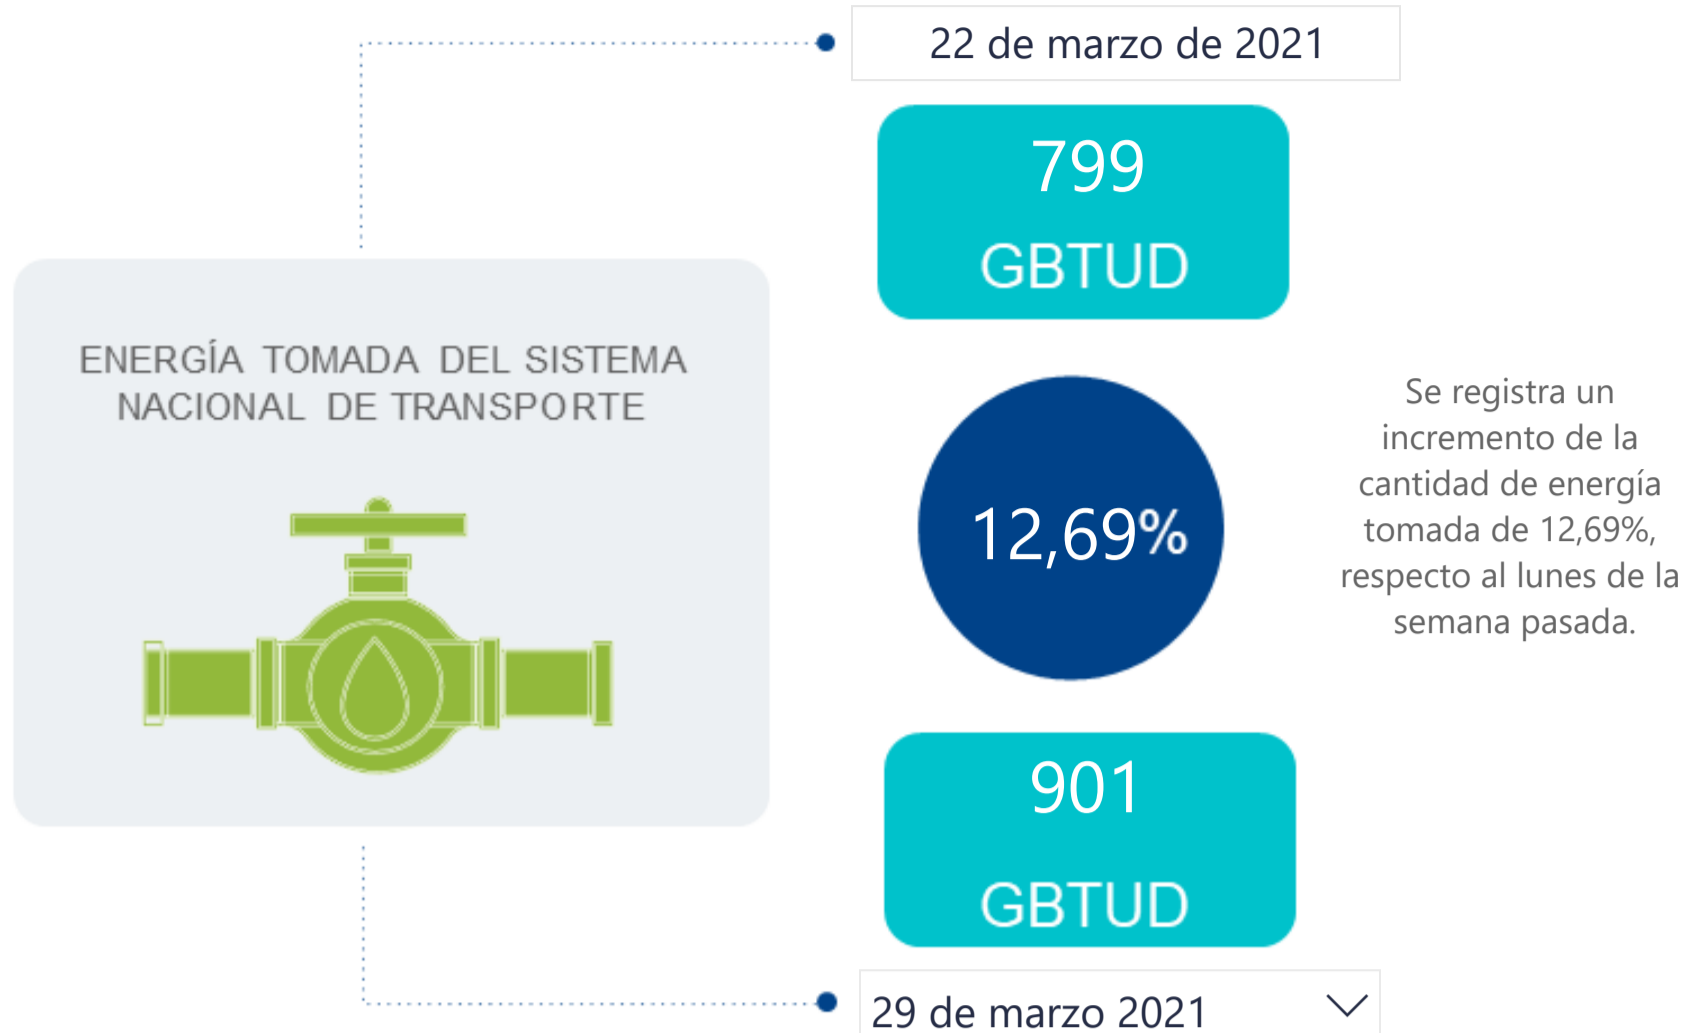 22 de marzo de 2021
799
GBTUD
ENERGÍA TOMADA DEL SISTEMA
NACIONAL DE TRANSPORTE
12,69%
Se registra un
incremento de la
cantidad de energía
tomada de 12,69%,
respecto al lunes de la
semana pasada.
901
GBTUD
29 de marzo 2021